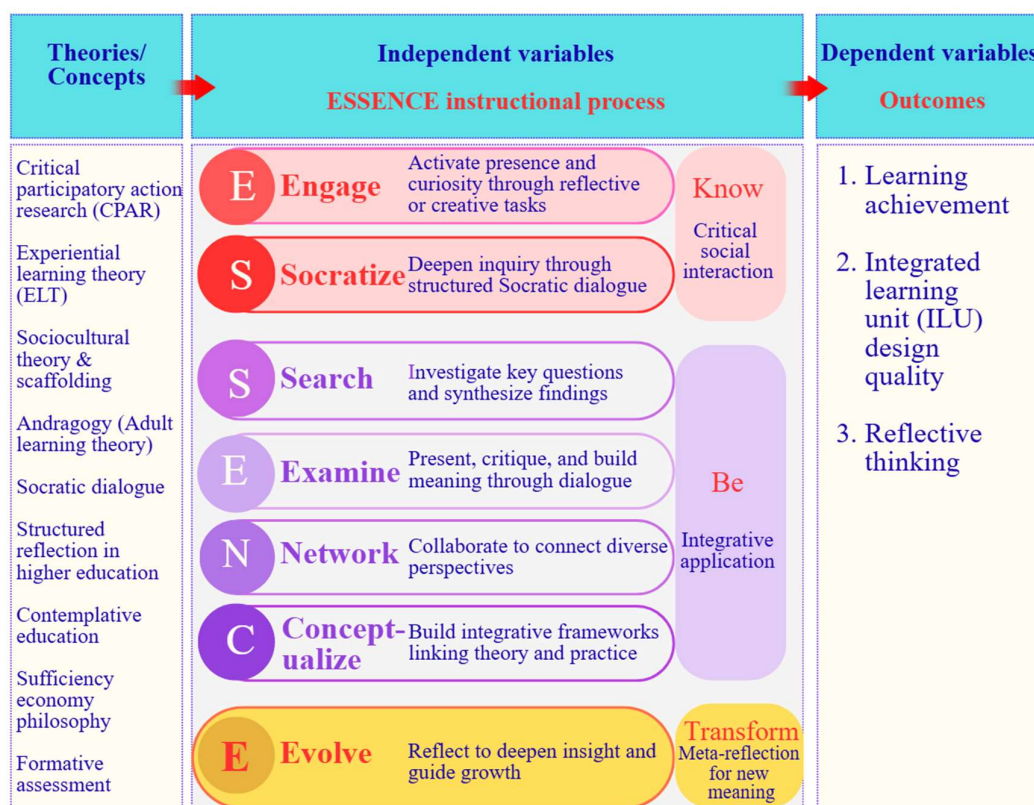 Theories/
Concepts
Independent variables
ESSENCE instructional process
Dependent variables
Outcomes
Critical
participatory action
research (CPAR)
Experiential
learning theory
(ELT)
Sociocultural
theory &
scaffolding
Andragogy (Adult
learning theory)
Socratic dialogue
Structured
reflection in
higher education
Contemplative
education
Sufficiency
economy
philosophy
Formative
assessment
E
Engage
Activate presence and
curiosity through reflective
or creative tasks
S
Socratize
Deepen inquiry through
structured Socratic dialogue
Know
Critical
social
interaction
S
Search
Investigate key questions
and synthesize findings
E
Examine
Present, critique, and build
meaning through dialogue
N
Network
Collaborate to connect diverse
perspectives
C
Concept-
ualize
Build integrative frameworks
linking theory and practice
Be
Integrative
application
E
Evolve
Reflect to deepen insight and
guide growth
Transform
Meta-reflection
for new
meaning
1. Learning
achievement
2. Integrated
learning
unit (ILU)
design
quality
3. Reflective
thinking